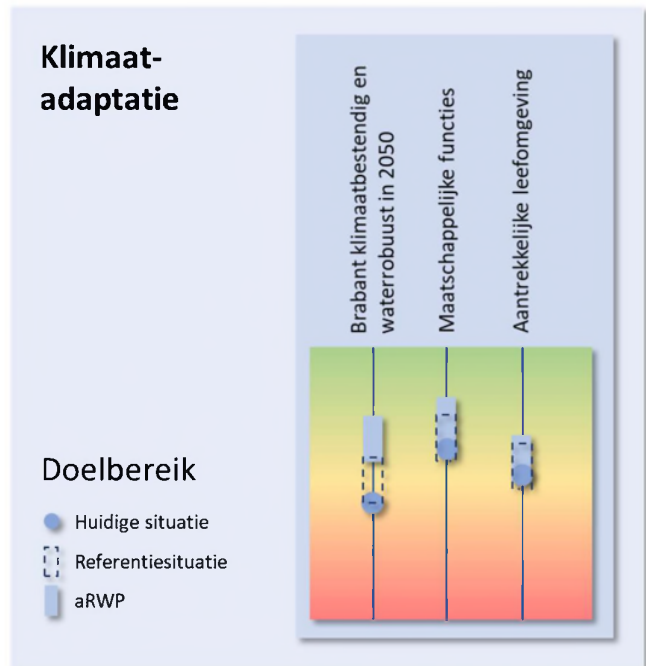 Klimaat-
adaptatie
Brabant klimaatbestendig en
waterrobuust in 2050
Maatschappelijke functies
Aantrekkelijke leefomgeving
Doelbereik
Huidige situatie
Referentiesituatie
aRWP